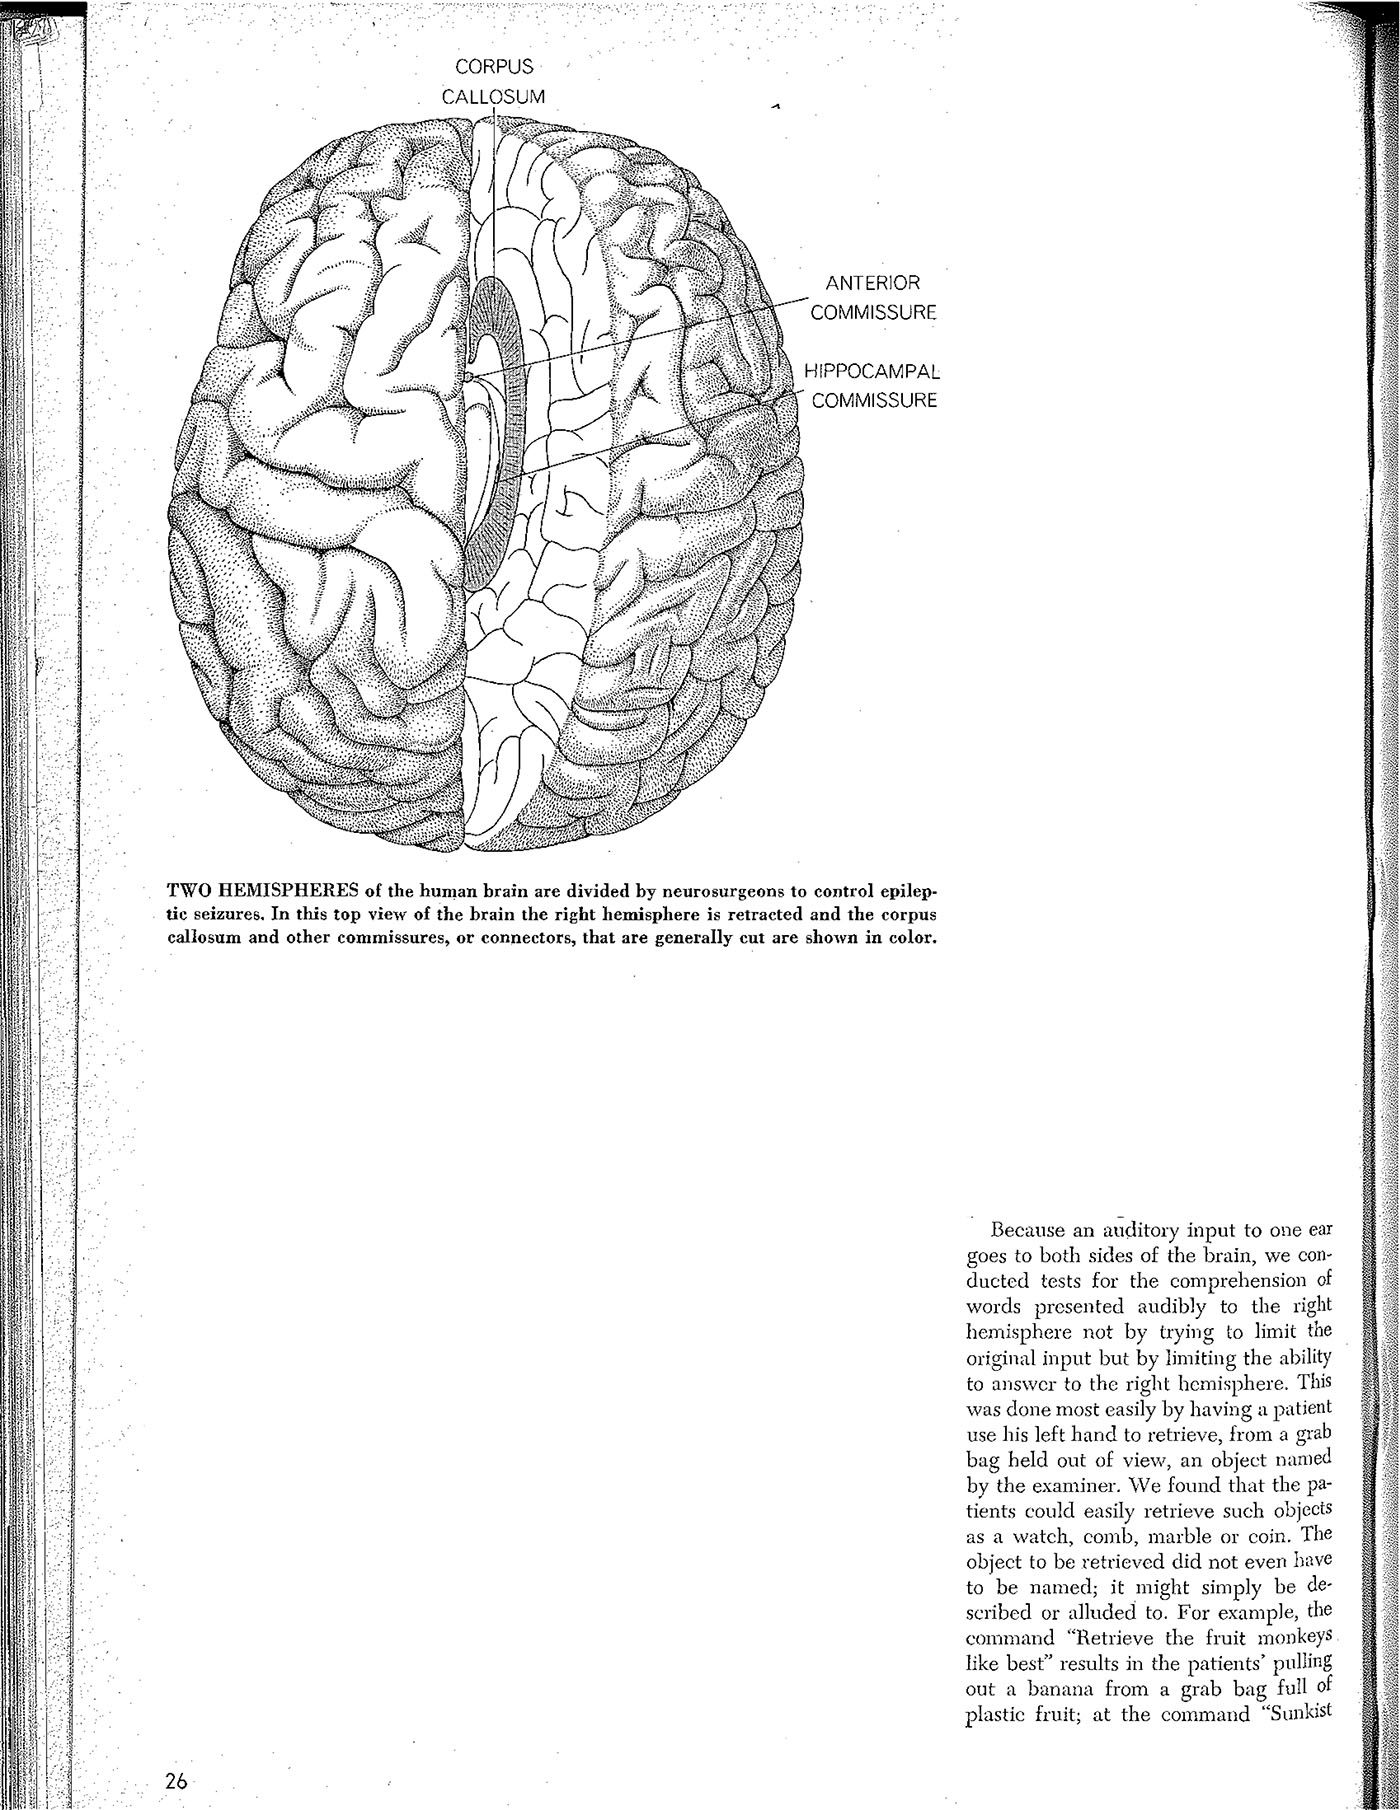 CORPUS
CALLOSUM
ANTERIOR
COMMISSURE
HIPPOCAMPAL
COMMISSURE
TWO HEMISPHERES of the human brain are divided by neurosurgeons to control epilep-
tic seizures. In this top view of the brain the right hemisphere is retracted and the corpus
callosum and other commissures, or connectors, that are generally cut are shown in color.
Because an auditory input to one ear
goes to both sides of the brain, we con-
ducted tests for the comprehension of
words presented audibly to the right
hemisphere not by trying to limit the
original input but by limiting the ability
to answer to the right hemisphere. This
was done most easily by having a patient
use his left hand to retrieve, from a grab
bag held out of view, an object named
by the examiner. We found that the pa-
tients could easily retrieve such objects
as a watch, comb, marble or coin. The
object to be retrieved did not even have
to be named; it might simply be de-
scribed or alluded to. For example, the
command “Retrieve the fruit monkeys
like best” results in the patients’ pulling
out a banana from a grab bag full of
plastic fruit; at the command “Sunkist
26